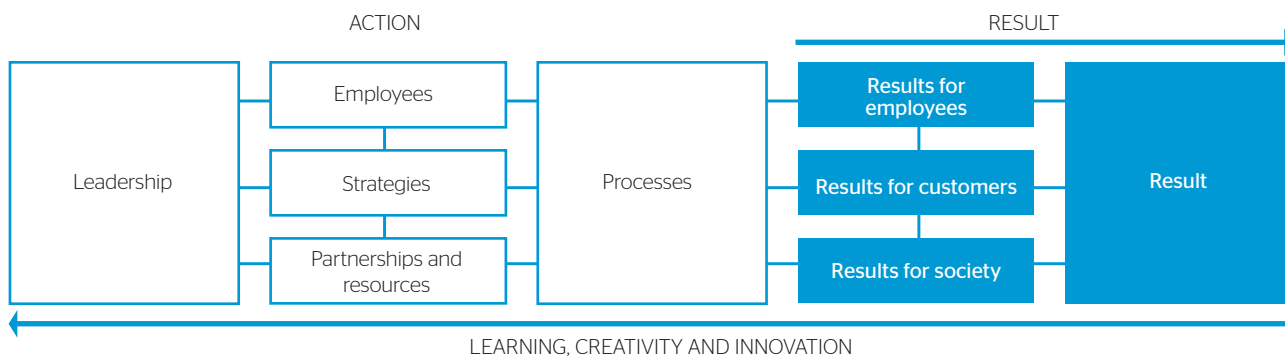 ACTION
RESULT
Leadership
Employees
Strategies
Partnerships and
resources
Processes
Results for
employees
Results for customers
Results for society
Result
LEARNING, CREATIVITY AND INNOVATION